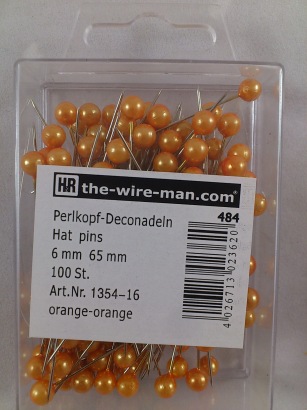 HR the-wire-man.com®
Perlkopf-Deconadeln
484
Hat pins
6 mm 65 mm
100 St.
Art.Nr. 1354-16
orange-orange
4 026713 023620